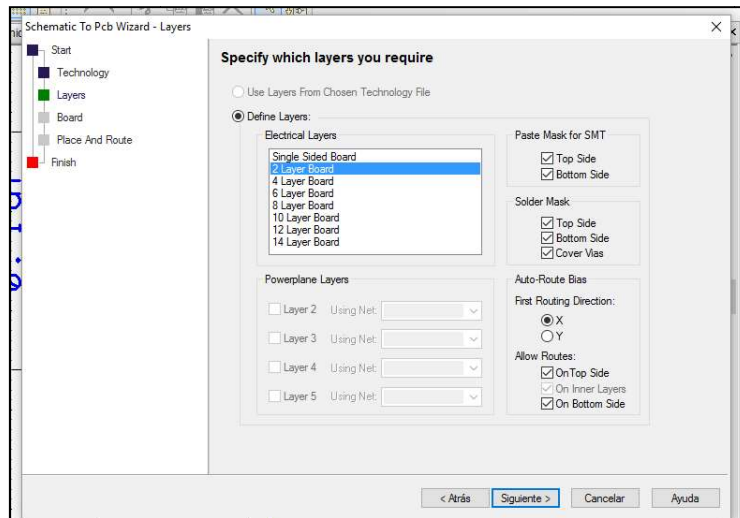 Schematic To Pcb Wizard - Layers
Start
Technology
Layers
Board
Place And Route
Finish
Specify which layers you require
Use Layers From Chosen Technology File
Define Layers:
Electrical Layers
Single Sided Board
2 Layer Board
4 Layer Board
6 Layer Board
8 Layer Board
10 Layer Board
12 Layer Board
14 Layer Board
Paste Mask for SMT
Top Side
Bottom Side
Solder Mask
Top Side
Bottom Side
Cover Vias
Powerplane Layers
Layer 2 Using Net:
Layer 3 Using Net:
Layer 4 Using Net:
Layer 5 Using Net:
Auto-Route Bias
First Routing Direction:
X
Y
Allow Routes:
On Top Side
On Inner Layers
On Bottom Side
< Atrás
Siguiente >
Cancelar
Ayuda